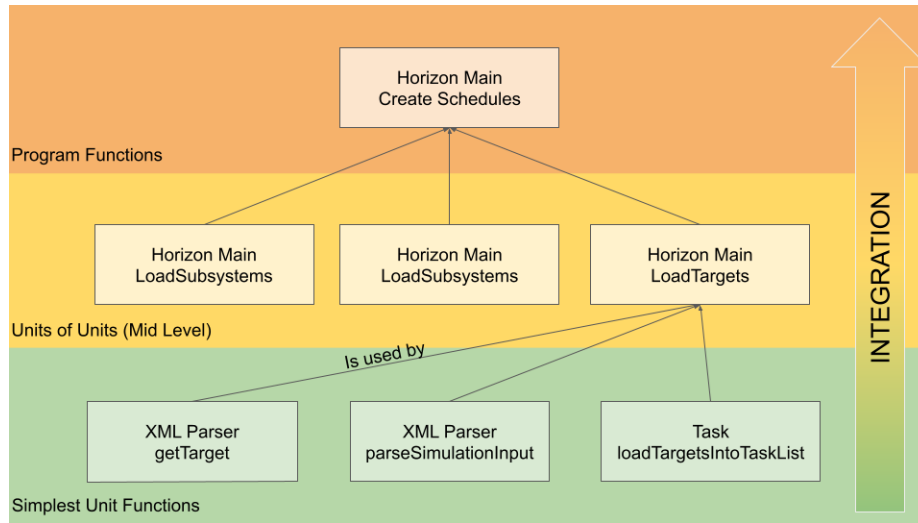 Horizon Main
Create Schedules
Program Functions
Horizon Main
LoadSubsystems
Horizon Main
LoadSubsystems
Horizon Main
LoadTargets
Units of Units (Mid Level)
Is used by
XML Parser
getTarget
XML Parser
parseSimulationInput
Task
loadTargetsIntoTaskList
Simplest Unit Functions
INTEGRATION